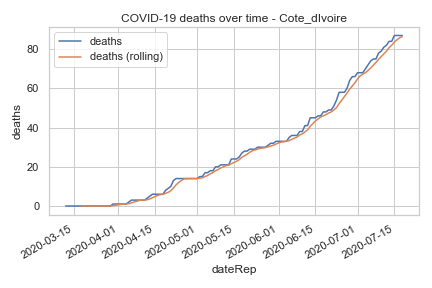 COVID-19 deaths over time - Cote_dIvoire
deaths
deaths (rolling)
80
60
40
20
0
deaths
2020-03-15
2020-04-01
2020-04-15
2020-05-01
2020-05-15
2020-06-01
2020-06-15
2020-07-01
2020-07-15
dateRep